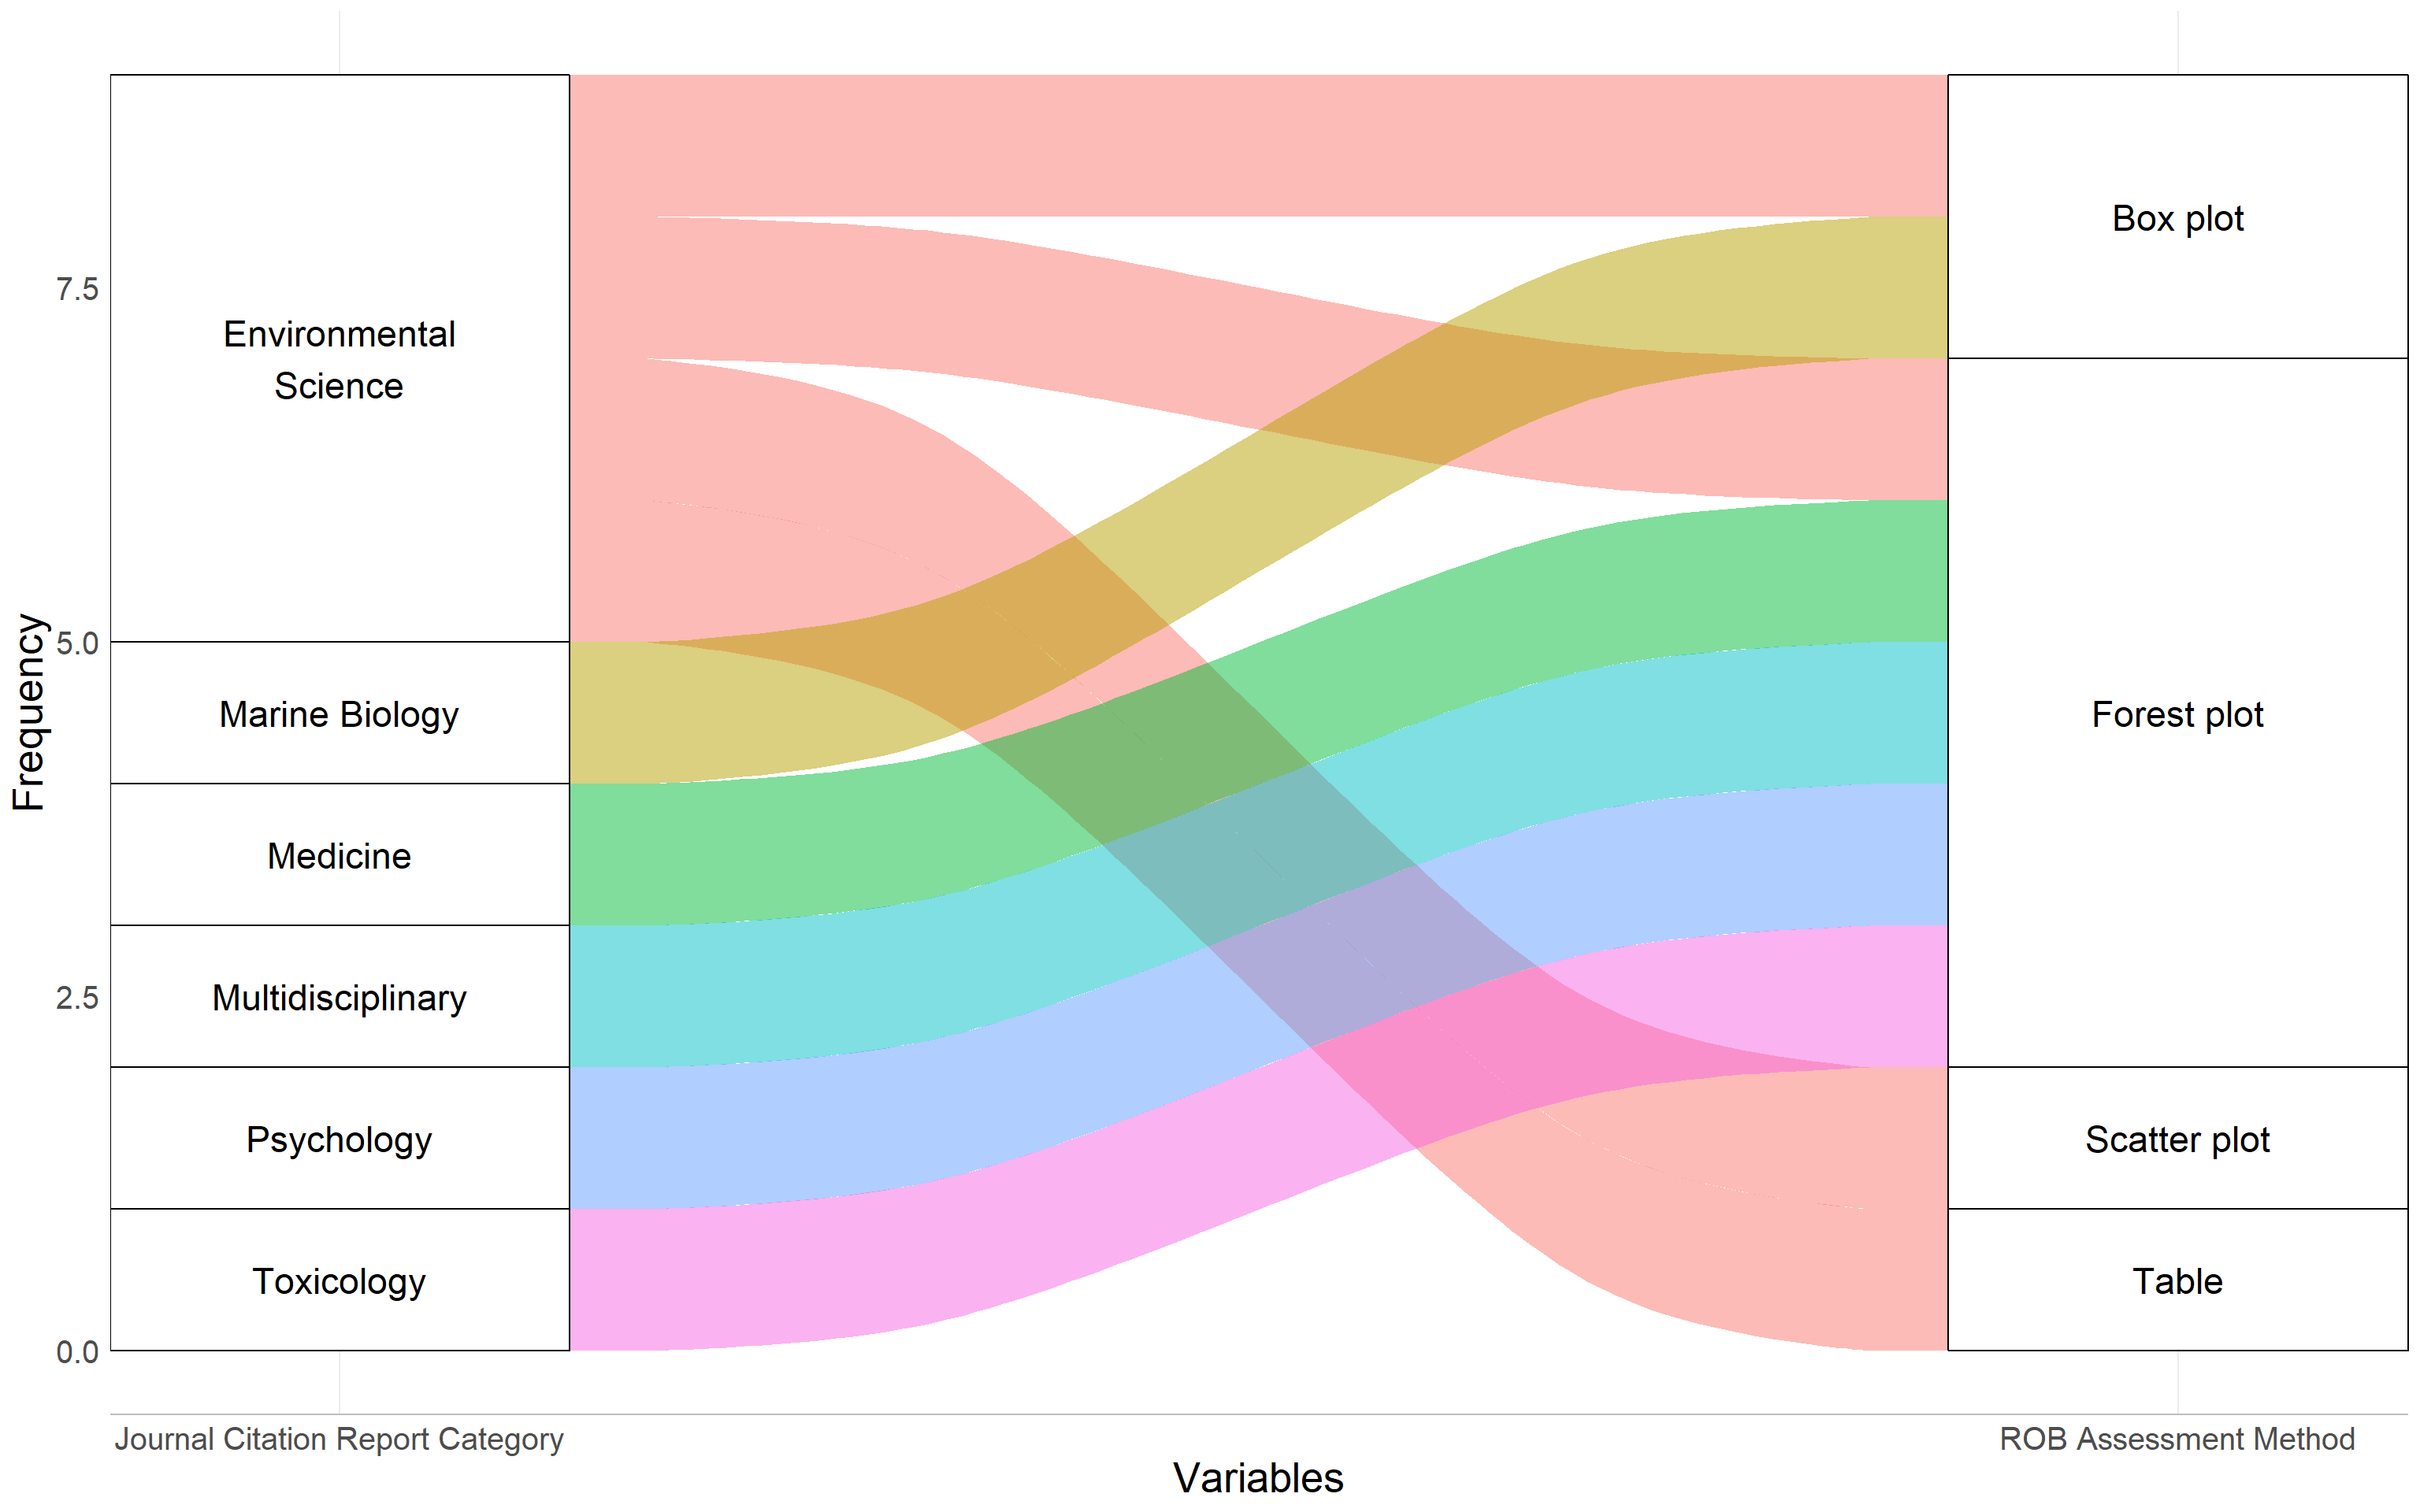 Frequency
7.5
5.0
2.5
0.0
Environmental
Science
Marine Biology
Medicine
Multidisciplinary
Psychology
Toxicology
Box plot
Forest plot
Scatter plot
Table
Journal Citation Report Category
ROB Assessment Method
Variables